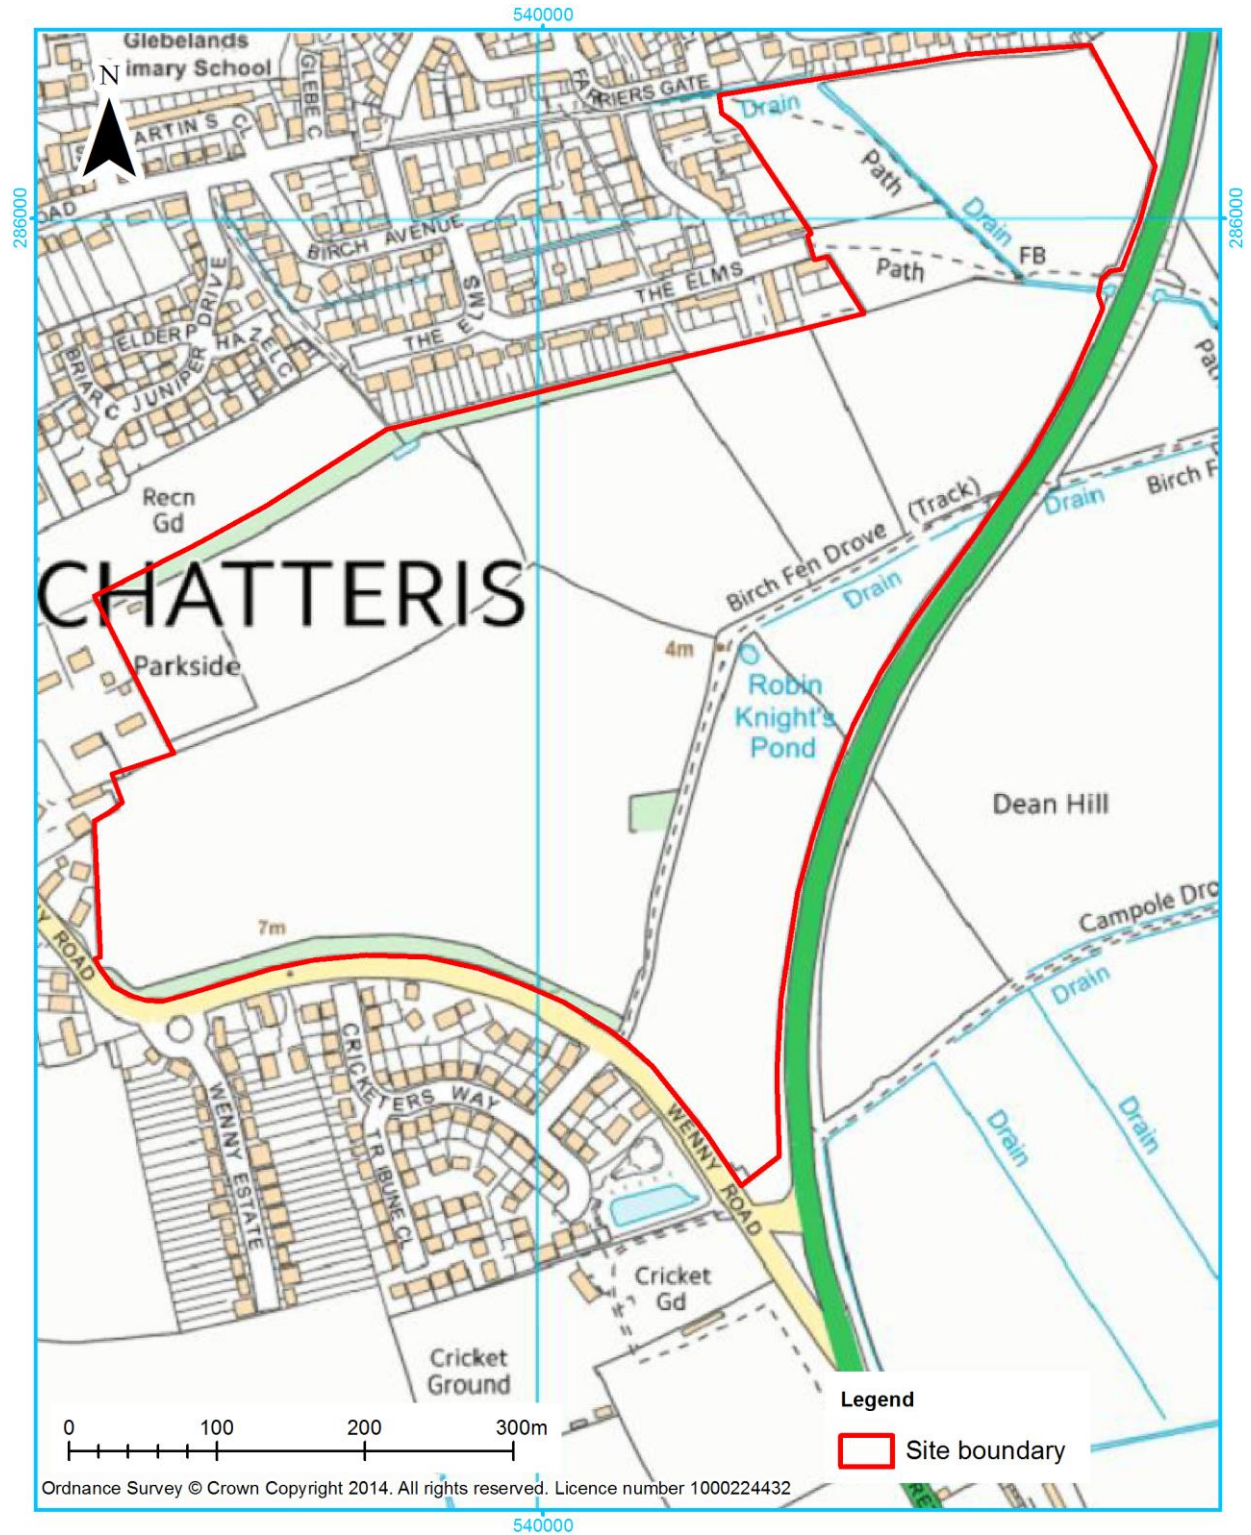 540000
Glebelands
imary School
N
GLEBE C
ARTIN S CL
FARRIERS GATE
Drain
OAD
Path
Drain
286000
286000
BIRCH AVENUE
FB
Path
THE ELMS
THE ELMS
ELDER P
DRIVE
HAZEL C
BRIAR C
JUNIPER
Path
Recn
Gd
(Track)
Birch F
Drain
Birch Fen Drove
Drain
CHATTERIS
4m
Parkside
Robin
Knight's
Pond
Dean Hill
Campole Dro
7m
Y ROAD
Drain
CRICKETERS WAY
WENNY ESTATE
TRIBUNE CL
WENNY ROAD
Drain
Drain
Cricket
Gd
Cricket
Ground
Legend
Site boundary
0 100 200 300m
Ordnance Survey © Crown Copyright 2014. All rights reserved. Licence number 1000224432
540000